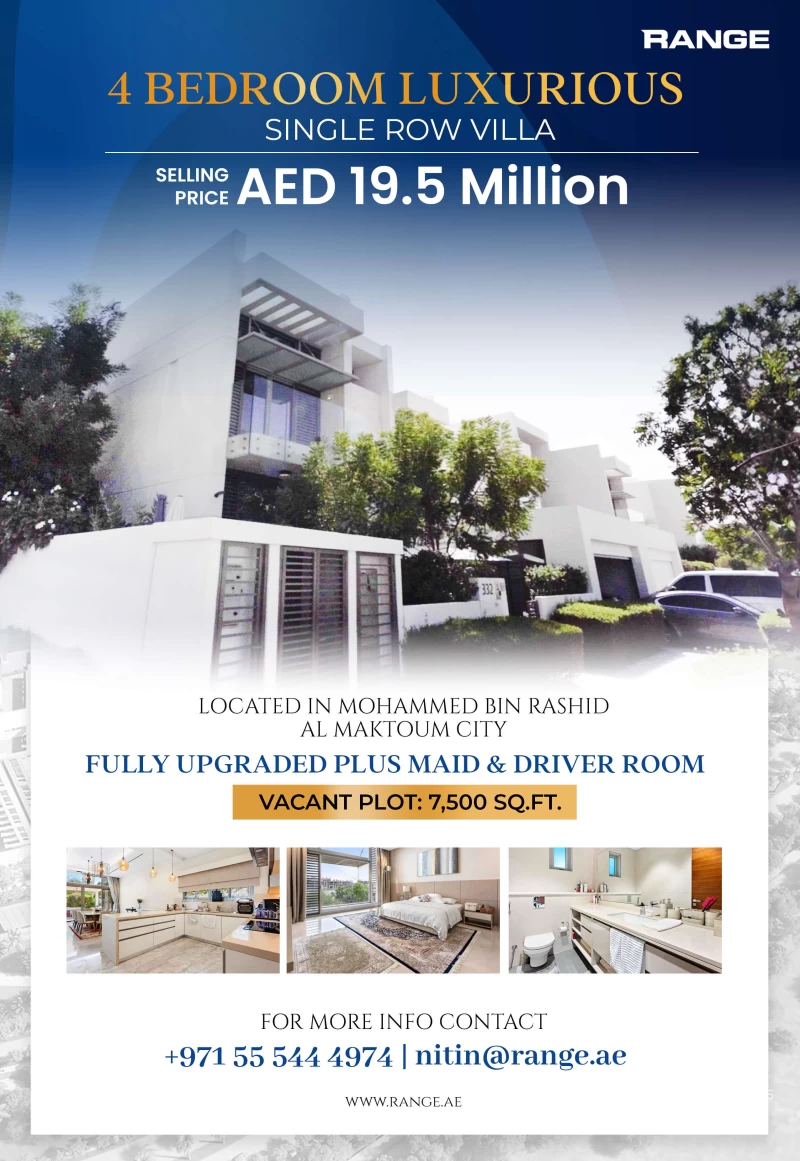 RANGE
4 BEDROOM LUXURIOUS
SINGLE ROW VILLA
SELLING
PRICE
AED 19.5 Million
332
LOCATED IN MOHAMMED BIN RASHID
AL MAKTOUM CITY
FULLY UPGRADED PLUS MAID & DRIVER ROOM
VACANT PLOT: 7,500 SQ.FT.
FOR MORE INFO CONTACT
+971 55 544 4974 | nitin@range.ae
WWW.RANGE.AE